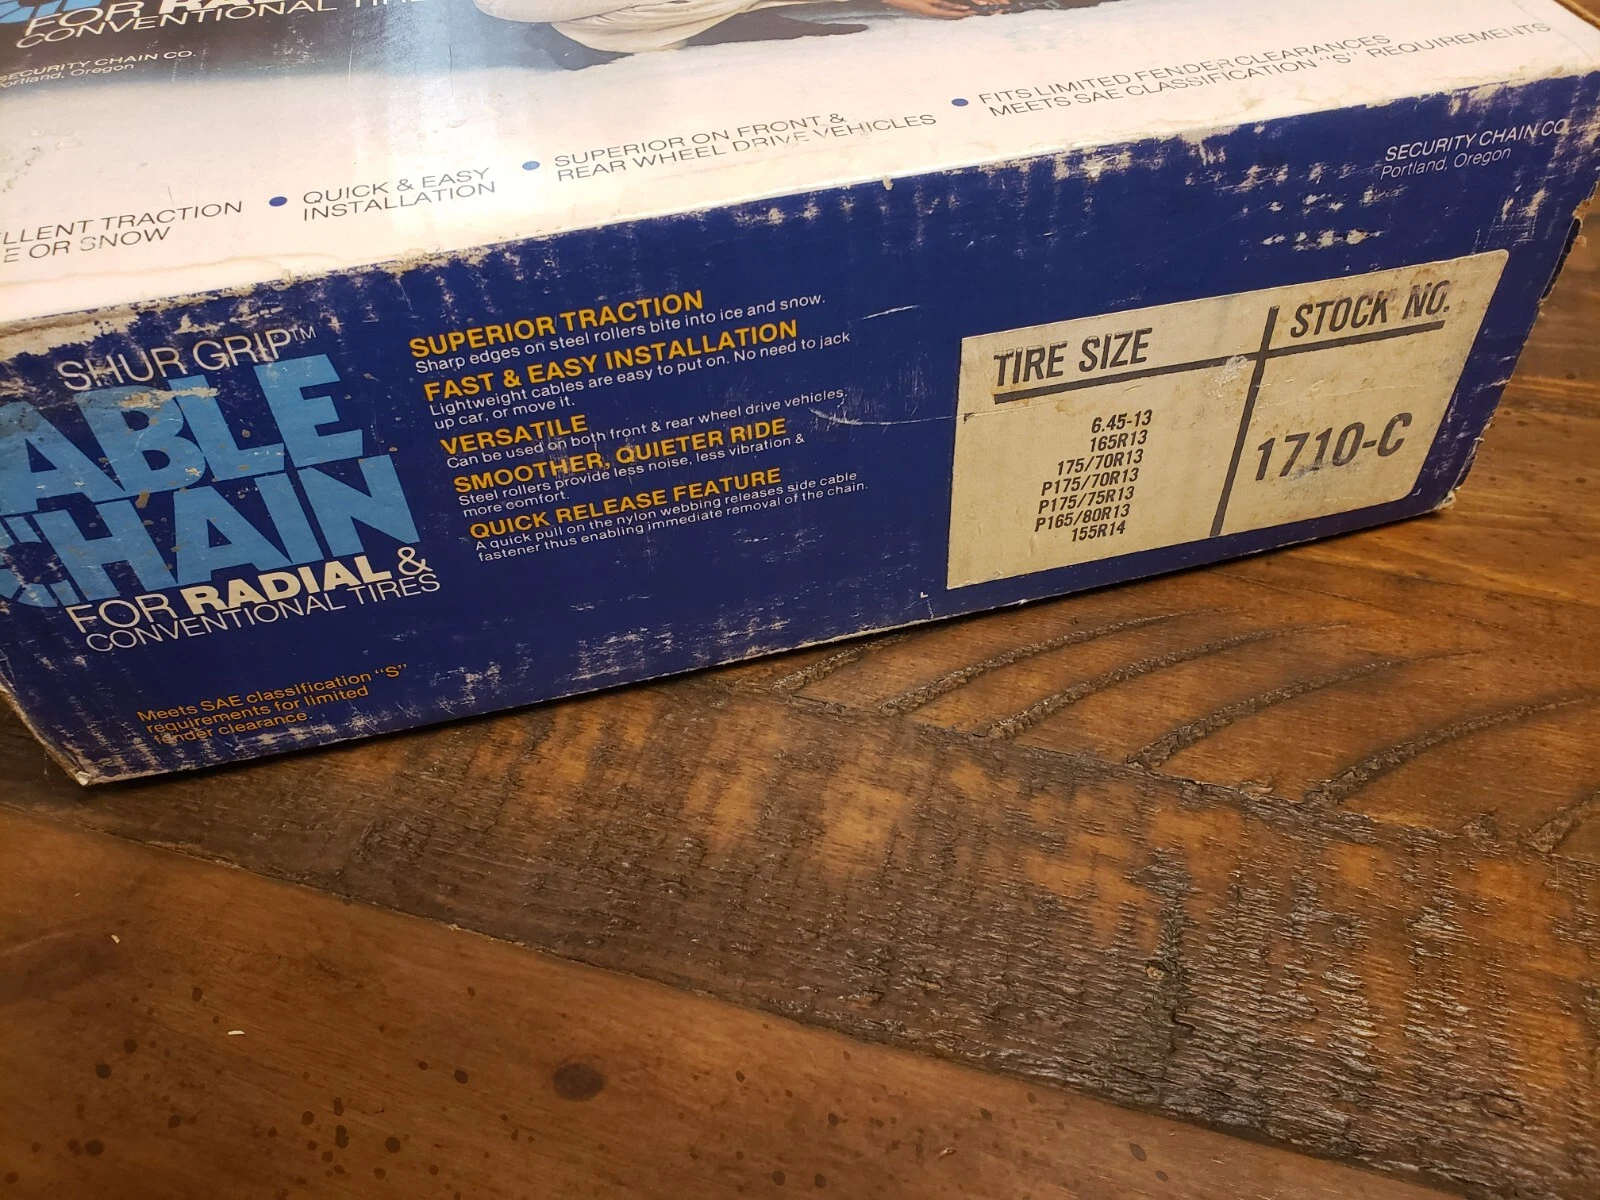 FOR
CONVENTIONAL TIRE
SECURITY CHAIN CO.
Portland, Oregon
LLENT TRACTION
E OR SNOW
• QUICK & EASY
INSTALLATION
• SUPERIOR ON FRONT &
REAR WHEEL DRIVE VEHICLES
• FITS LIMITED FENDER CLEARANCES
MEETS SAE CLASSIFICATION "S" REQUIREMENTS
SECURITY CHAIN CO.
Portland, Oregon
SHUR GRIP™
ABLE
CHAIN
FOR RADIAL &
CONVENTIONAL TIRES
Meets SAE classification "S"
requirements for limited
fender clearance.
SUPERIOR TRACTION
Sharp edges on steel rollers bite into ice and snow.
FAST & EASY INSTALLATION
Lightweight cables are easy to put on. No need to jack
up car, or move it.
VERSATILE
Can be used on both front & rear wheel drive vehicles.
SMOOTHER, QUIETER RIDE
Steel rollers provide less noise, less vibration &
more comfort.
QUICK RELEASE FEATURE
A quick pull on the nylon webbing releases side cable
fastener thus enabling immediate removal of the chain.
TIRE SIZE
6.45-13
165R13
175/70R13
P175/70R13
P175/75R13
P165/80R13
155R14
STOCK NO.
1710-C